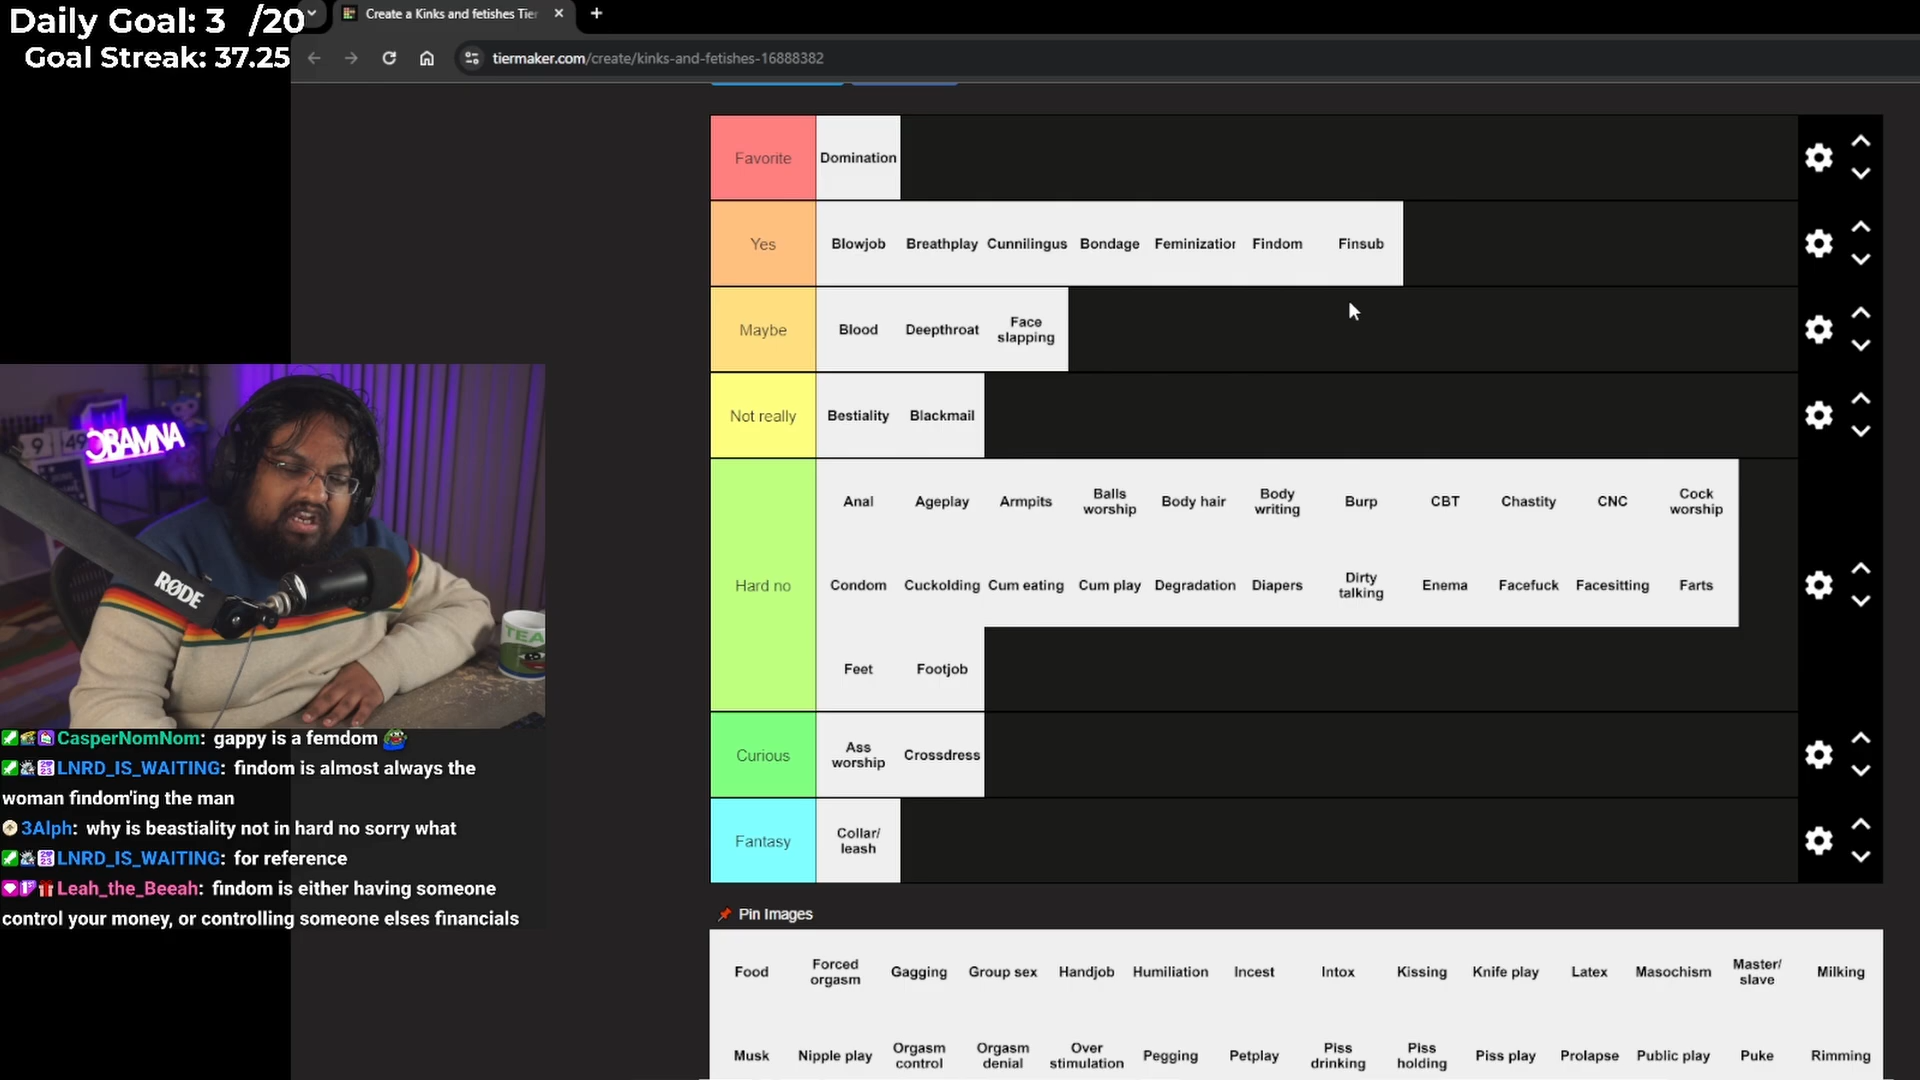 Daily Goal: 3 /20
Goal Streak: 37.25
Create a Kinks and fetishes Tier
tiermaker.com/create/kinks-and-fetishes-16888382
Favorite
Domination
Yes
Blowjob Breathplay Cunnilingus Bondage Feminization Findom Finsub
Maybe
Blood Deepthroat Face slapping
Not really
Bestiality Blackmail
Hard no
Anal Ageplay Armpits Balls worship Body hair Body writing Burp CBT Chastity CNC Cock worship
Condom Cuckolding Cum eating Cum play Degradation Diapers Dirty talking Enema Facefuck Facesitting Farts
Feet Footjob
Curious
Ass worship Crossdress
Fantasy
Collar/ leash
Pin Images
Food Forced orgasm Gagging Group sex Handjob Humiliation Incest Intox Kissing Knife play Latex Masochism Master/ slave Milking
Musk Nipple play Orgasm control Orgasm denial Over stimulation Pegging Petplay Piss drinking Piss holding Piss play Prolapse Public play Puke Rimming
9 49
OBAMNA
RØDE
TEA
CasperNomNom: gappy is a femdom
LNRD_IS_WAITING: findom is almost always the
woman findom'ing the man
3Alph: why is beastiality not in hard no sorry what
LNRD_IS_WAITING: for reference
Leah_the_Beeah: findom is either having someone
control your money, or controlling someone elses financials